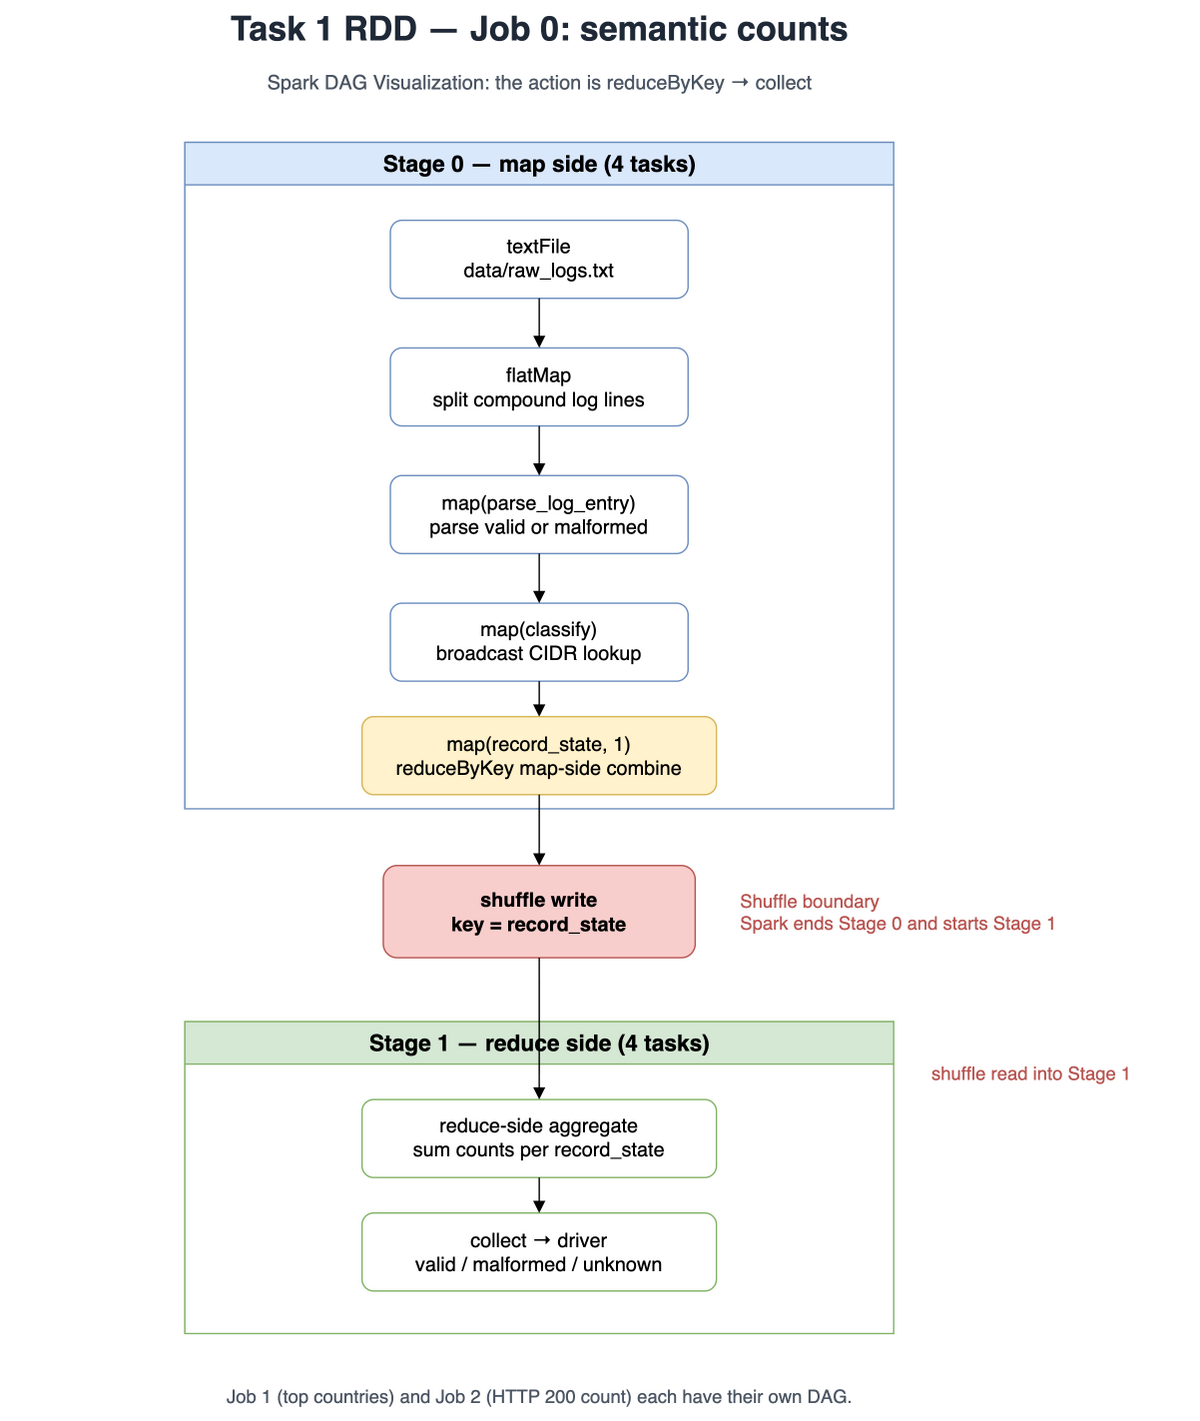 Task 1 RDD — Job 0: semantic counts
Spark DAG Visualization: the action is reduceByKey → collect
Stage 0 — map side (4 tasks)
textFile
data/raw_logs.txt
flatMap
split compound log lines
map(parse_log_entry)
parse valid or malformed
map(classify)
broadcast CIDR lookup
map(record_state, 1)
reduceByKey map-side combine
shuffle write
key = record_state
Shuffle boundary
Spark ends Stage 0 and starts Stage 1
Stage 1 — reduce side (4 tasks)
shuffle read into Stage 1
reduce-side aggregate
sum counts per record_state
collect → driver
valid / malformed / unknown
Job 1 (top countries) and Job 2 (HTTP 200 count) each have their own DAG.